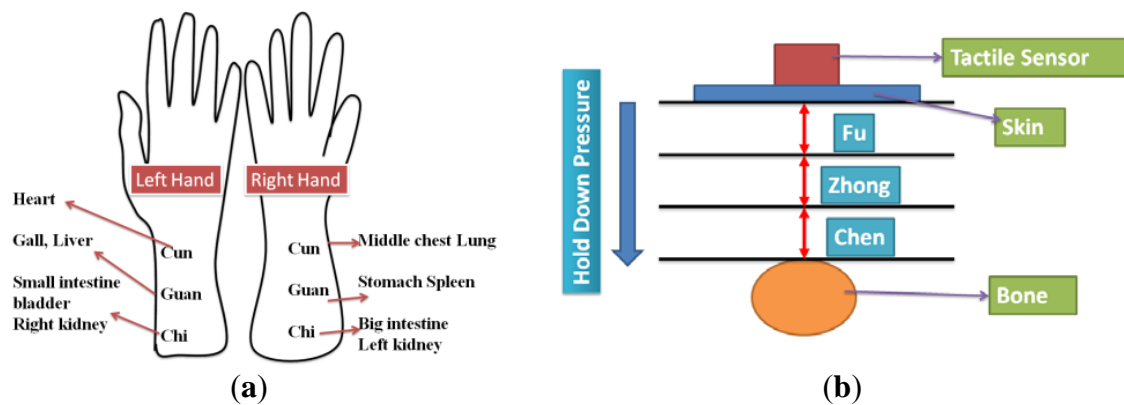 Left Hand
Right Hand
Heart
Gall, Liver
Small intestine
bladder
Right kidney
Cun
Guan
Chi
Cun
Guan
Chi
Middle chest Lung
Stomach Spleen
Big intestine
Left kidney
(a)
Hold Down Pressure
Tactile Sensor
Skin
Fu
Zhong
Chen
Bone
(b)